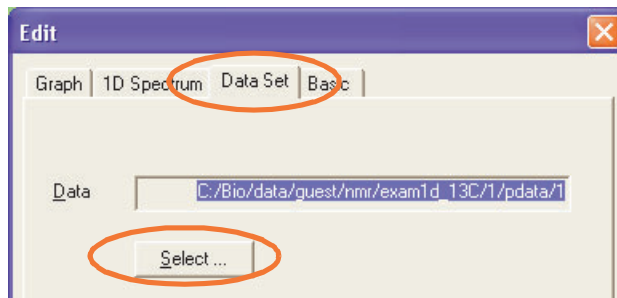 Edit
Graph 1D Spectrum Data Set Basic
Data C:/Bio/data/guest/nmr/exam1d_13C/1/pdata/1
Select ...